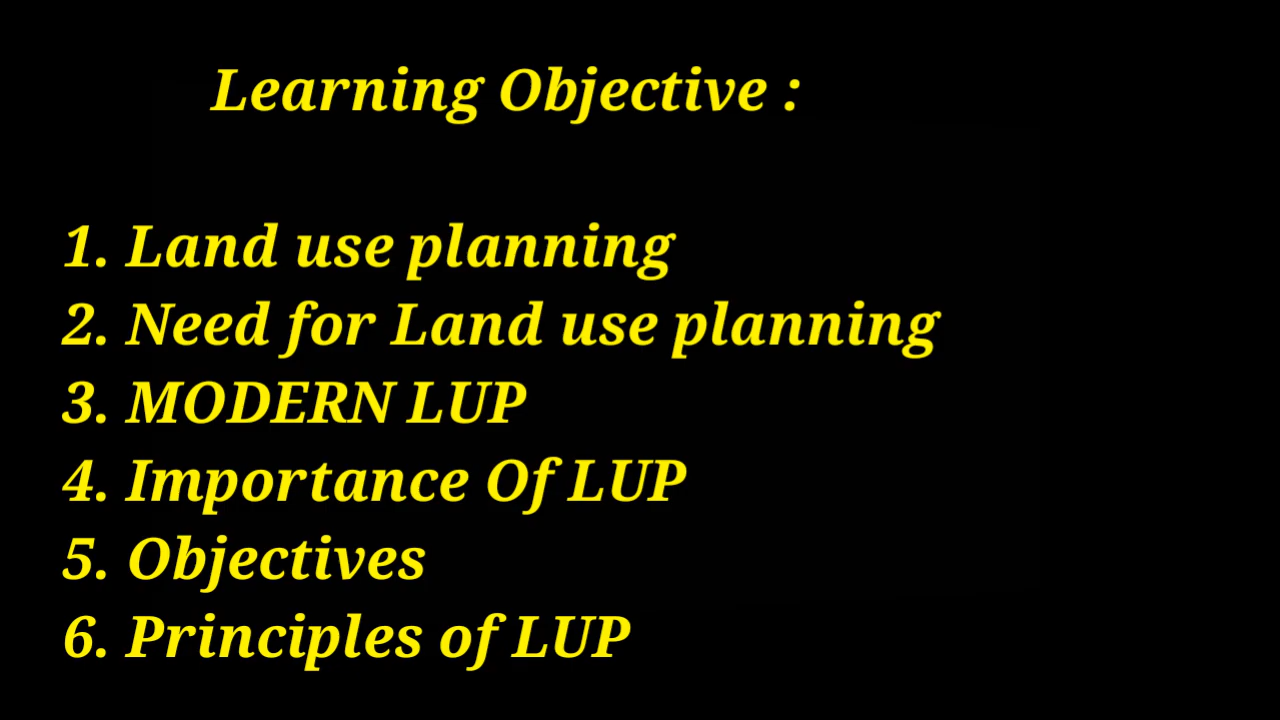 Learning Objective :
1. Land use planning
2. Need for Land use planning
3. MODERN LUP
4. Importance Of LUP
5. Objectives
6. Principles of LUP